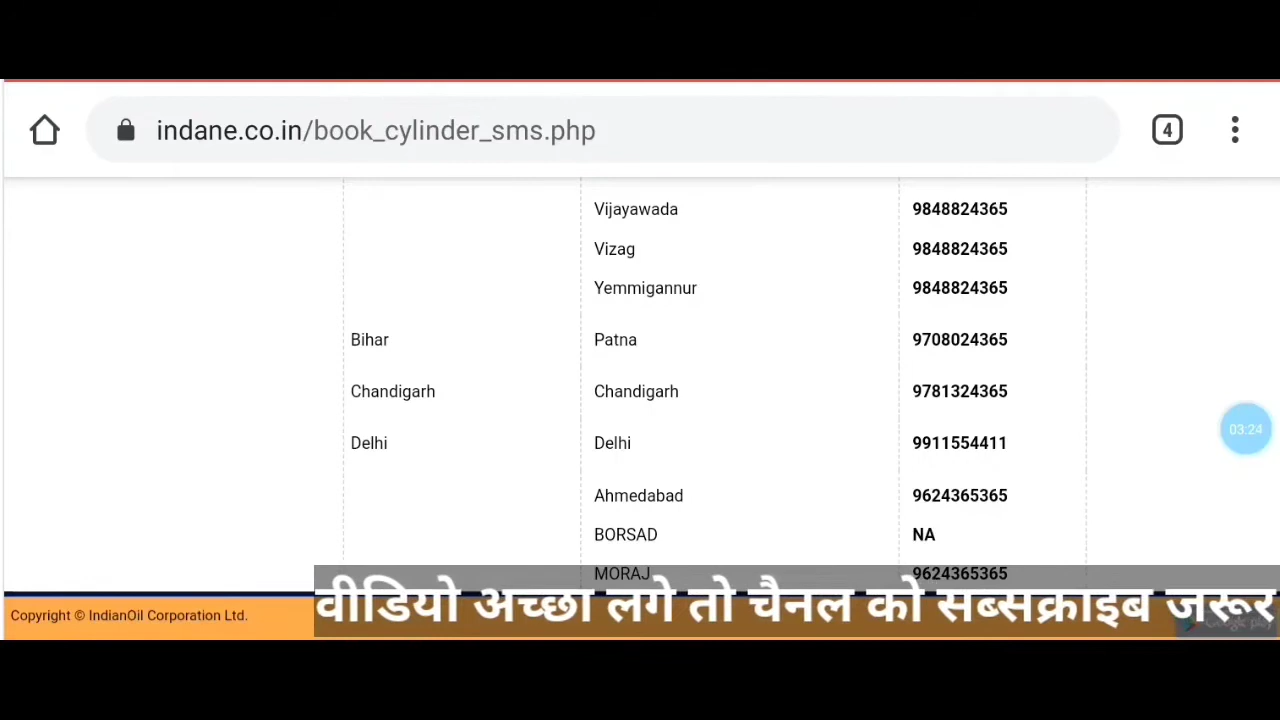 indane.co.in/book_cylinder_sms.php 4
Vijayawada 9848824365
Vizag 9848824365
Yemmigannur 9848824365
Bihar Patna 9708024365
Chandigarh Chandigarh 9781324365
Delhi Delhi 9911554411
03:24
Ahmedabad 9624365365
BORSAD NA
MORAJ 9624365365
वीडियो अच्छा लगे तो चैनल को सब्सक्राइब जरूर
Copyright © IndianOil Corporation Ltd.
Google play